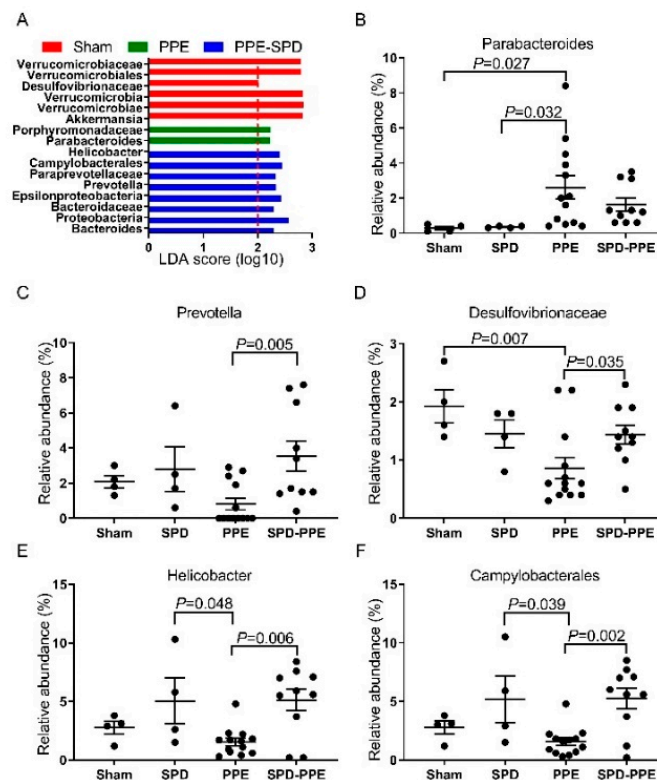 A
Sham PPE PPE-SPD
Verrucomicrobiaceae
Verrucomicrobiales
Desulfovibrionaceae
Verrucomicrobia
Verrucomicrobiae
Akkermansia
Porphyromonadaceae
Parabacteroides
Helicobacter
Campylobacterales
Paraprevotellaceae
Prevotella
Epsilonproteobacteria
Bacteroidaceae
Proteobacteria
Bacteroides
0 1 2 3
LDA score (log10)
B
Parabacteroides
Relative abundance (%)
10
8
6
4
2
0
P=0.027
P=0.032
Sham SPD PPE SPD-PPE
C
Prevotella
Relative abundance (%)
10
8
6
4
2
0
P=0.005
Sham SPD PPE SPD-PPE
D
Desulfovibrionaceae
Relative abundance (%)
3
2
1
0
P=0.007
P=0.035
Sham SPD PPE SPD-PPE
E
Helicobacter
Relative abundance (%)
15
10
5
0
P=0.048
P=0.006
Sham SPD PPE SPD-PPE
F
Campylobacterales
Relative abundance (%)
15
10
5
0
P=0.039
P=0.002
Sham SPD PPE SPD-PPE